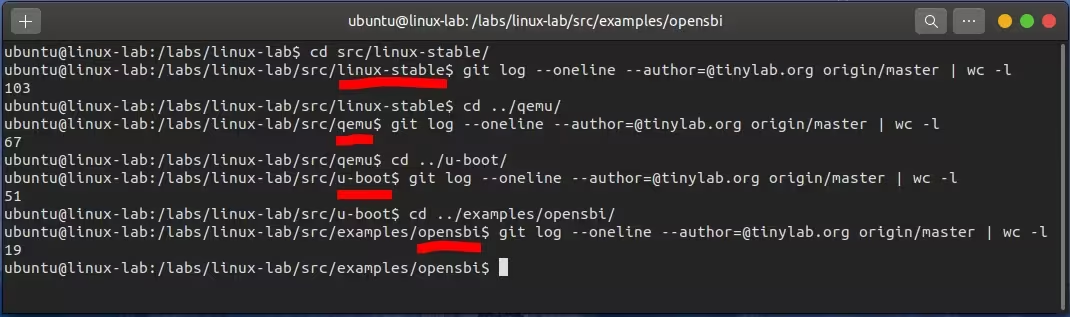 ubuntu@linux-lab: /labs/linux-lab/src/examples/opensbi
ubuntu@linux-lab:/labs/linux-lab$ cd src/linux-stable/
ubuntu@linux-lab:/labs/linux-lab/src/linux-stable$ git log --oneline --author=@tinylab.org origin/master | wc -l
103
ubuntu@linux-lab:/labs/linux-lab/src/linux-stable$ cd ../qemu/
ubuntu@linux-lab:/labs/linux-lab/src/qemu$ git log --oneline --author=@tinylab.org origin/master | wc -l
67
ubuntu@linux-lab:/labs/linux-lab/src/qemu$ cd ../u-boot/
ubuntu@linux-lab:/labs/linux-lab/src/u-boot$ git log --oneline --author=@tinylab.org origin/master | wc -l
51
ubuntu@linux-lab:/labs/linux-lab/src/u-boot$ cd ../examples/opensbi/
ubuntu@linux-lab:/labs/linux-lab/src/examples/opensbi$ git log --oneline --author=@tinylab.org origin/master | wc -l
19
ubuntu@linux-lab:/labs/linux-lab/src/examples/opensbi$